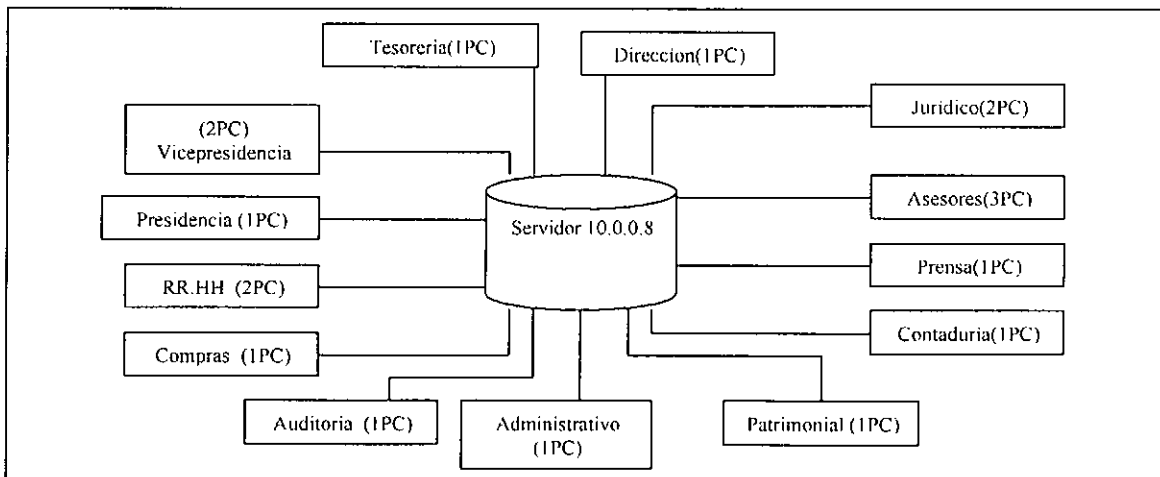 Tesoreria(1PC)
Direccion(1PC)
(2PC)
Vicepresidencia
Jurídico(2PC)
Presidencia (1PC)
Servidor 10.0.0.8
Asesores(3PC)
RR.HH (2PC)
Prensa(1PC)
Compras (1PC)
Contaduria(1PC)
Auditoria (1PC)
Administrativo
(1PC)
Patrimonial (1PC)